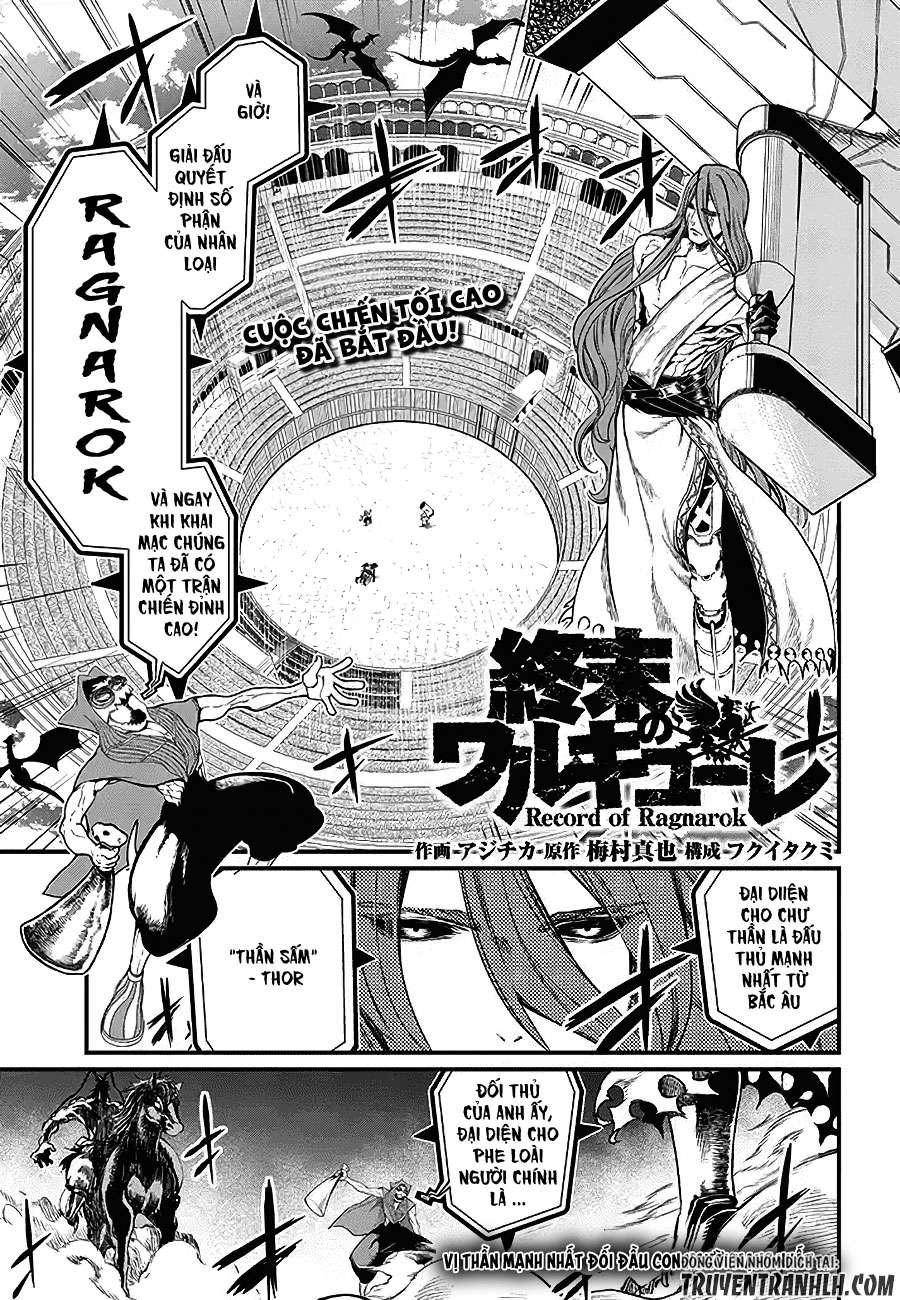 VÀ
GIỜ!
GIẢI ĐẤU
QUYẾT
ĐỊNH SỐ
PHẬN
CỦA NHÂN
LOẠI
RAGNAROK
CUỘC CHIẾN TỐI CAO
ĐÃ BẮT ĐẦU!
VÀ NGAY
KHI KHAI
MẠC CHÚNG
TA ĐÃ CÓ
MỘT TRẬN
CHIẾN ĐỈNH
CAO!
終末
の
ワルキューレ
Record of Ragnarok
作画 アジチカ 原作 梅村真也 構成 フクイタクミ
ĐẠI DIỆN
CHO CHƯ
THẦN LÀ ĐẤU
THỦ MẠNH
NHẤT TỪ
BẮC ÂU
"THẦN SẤM"
- THOR
ĐỐI THỦ
CỦA ANH ẤY,
ĐẠI DIỆN CHO
PHE LOÀI
NGƯỜI CHÍNH
LÀ ...
VỊ THẦN MẠNH NHẤT ĐỐI ĐẦU CON
ĐỘNG VIÊN NHÓM DỊCH TẠI:
TRUYENTRANHLH.COM